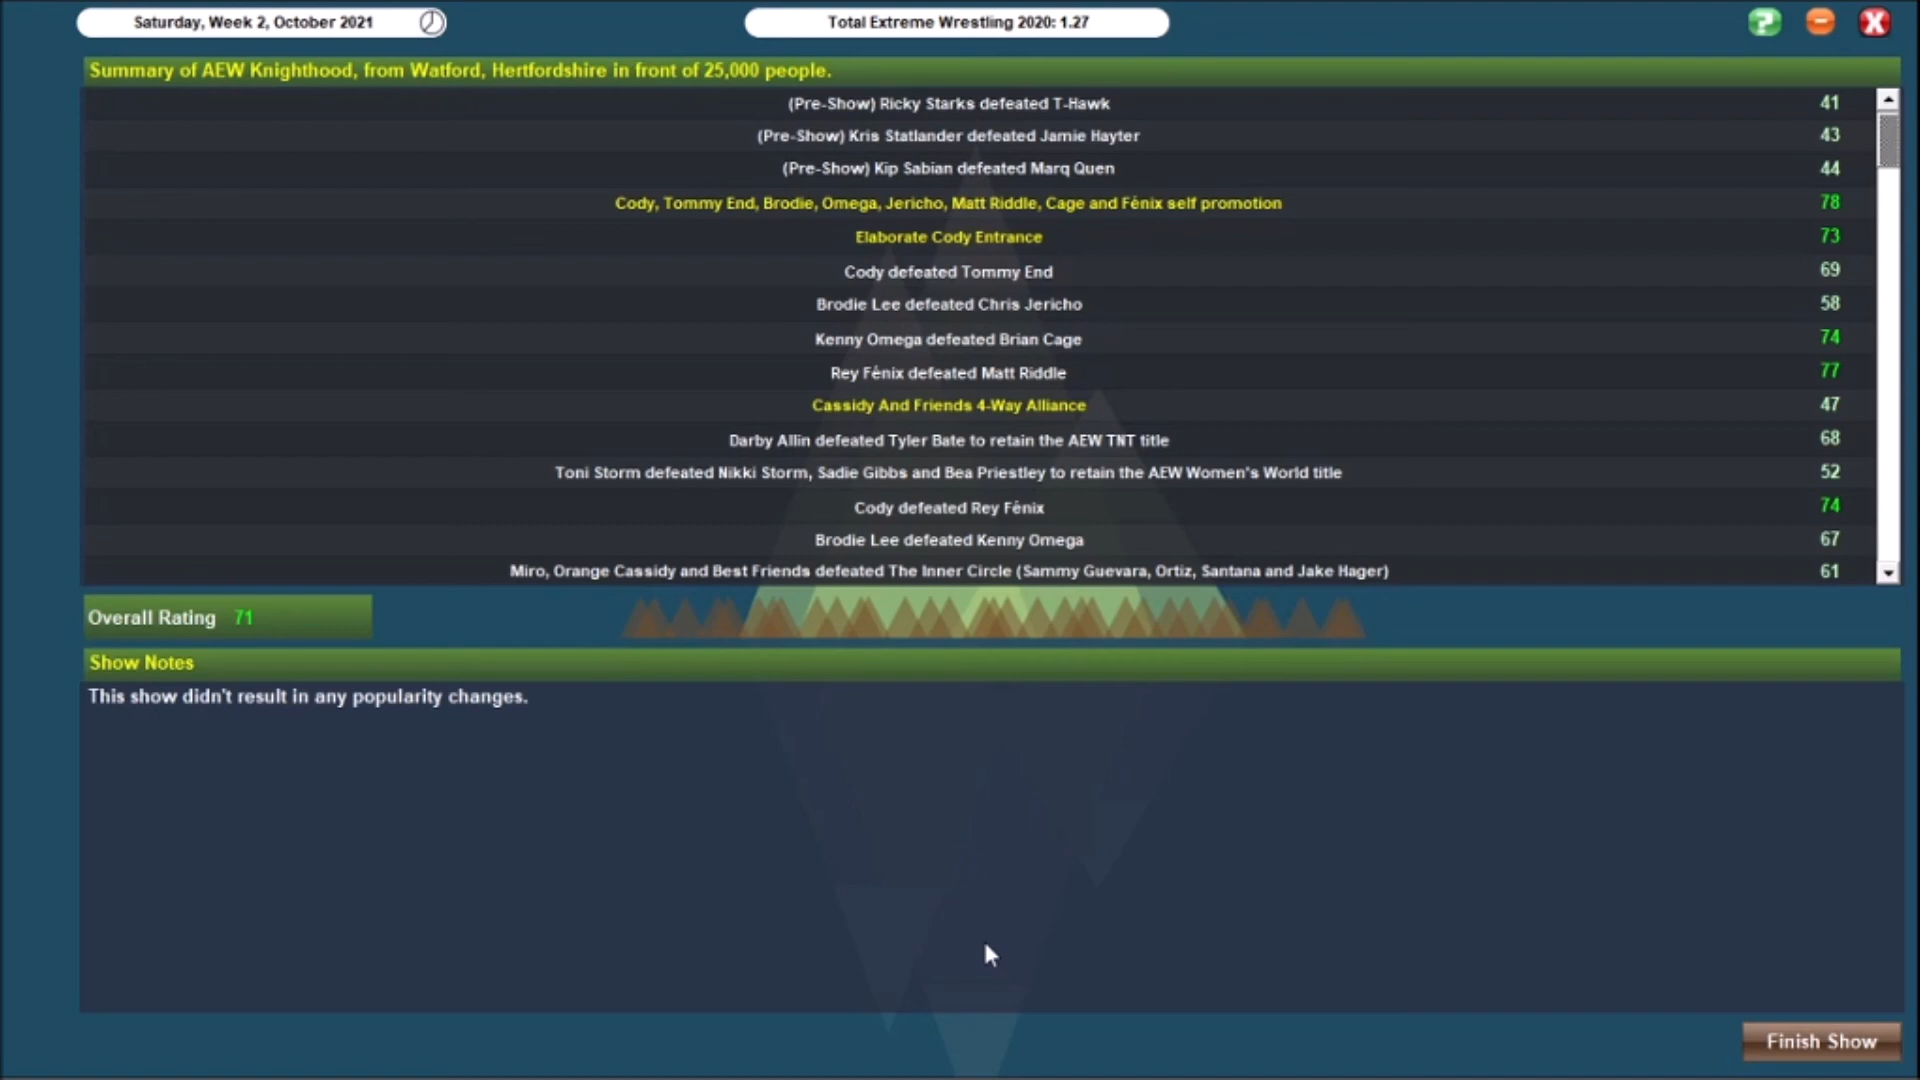 Saturday, Week 2, October 2021
Total Extreme Wrestling 2020: 1.27
?
X
Summary of AEW Knighthood, from Watford, Hertfordshire in front of 25,000 people.
(Pre-Show) Ricky Starks defeated T-Hawk 41
(Pre-Show) Kris Statlander defeated Jamie Hayter 43
(Pre-Show) Kip Sabian defeated Marq Quen 44
Cody, Tommy End, Brodie, Omega, Jericho, Matt Riddle, Cage and Fénix self promotion 78
Elaborate Cody Entrance 73
Cody defeated Tommy End 69
Brodie Lee defeated Chris Jericho 58
Kenny Omega defeated Brian Cage 74
Rey Fénix defeated Matt Riddle 77
Cassidy And Friends 4-Way Alliance 47
Darby Allin defeated Tyler Bate to retain the AEW TNT title 68
Toni Storm defeated Nikki Storm, Sadie Gibbs and Bea Priestley to retain the AEW Women's World title 52
Cody defeated Rey Fénix 74
Brodie Lee defeated Kenny Omega 67
Miro, Orange Cassidy and Best Friends defeated The Inner Circle (Sammy Guevara, Ortiz, Santana and Jake Hager) 61
Overall Rating 71
Show Notes
This show didn't result in any popularity changes.
Finish Show